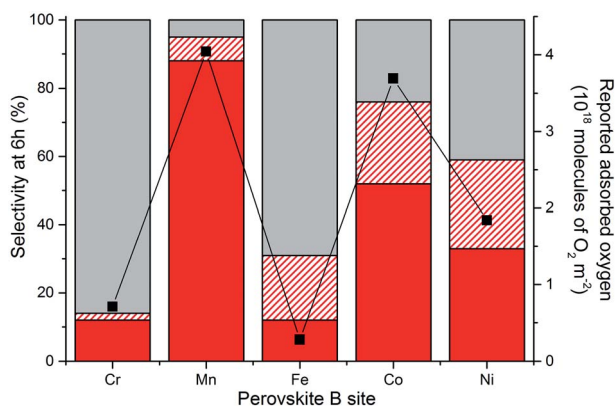 Selectivity at 6h (%)
100
80
60
40
20
0
Cr Mn Fe Co Ni
Perovskite B site
4
3
2
1
0
Reported adsorbed oxygen
(10¹⁸ molecules of O₂ m⁻²)